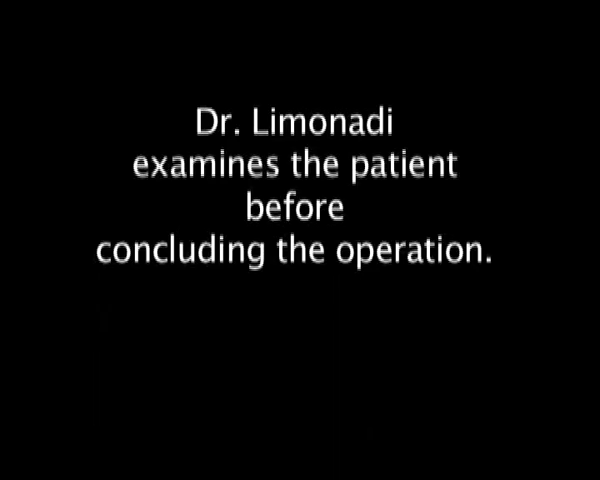 Dr. Limonadi
examines the patient
before
concluding the operation.